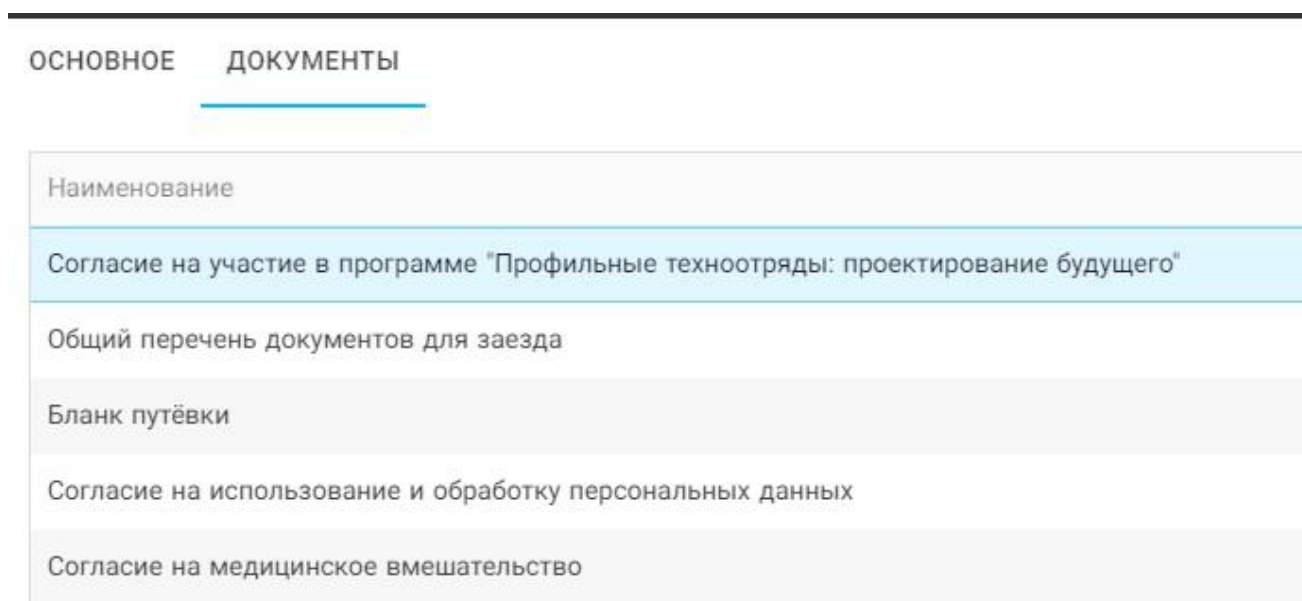 ОСНОВНОЕ ДОКУМЕНТЫ
Наименование
Согласие на участие в программе "Профильные техноотряды: проектирование будущего"
Общий перечень документов для заезда
Бланк путёвки
Согласие на использование и обработку персональных данных
Согласие на медицинское вмешательство